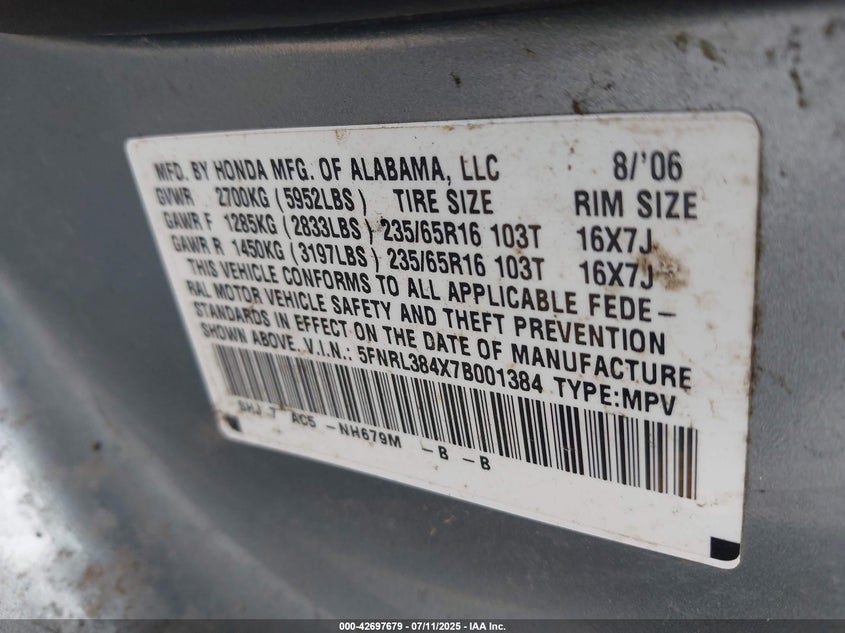 MFD. BY HONDA MFG. OF ALABAMA, LLC 8/'06
GVWR 2700KG (5952LBS) TIRE SIZE RIM SIZE
GAWR F 1285KG (2833LBS) 235/65R16 103T 16X7J
GAWR R 1450KG (3197LBS) 235/65R16 103T 16X7J
THIS VEHICLE CONFORMS TO ALL APPLICABLE FEDE-
RAL MOTOR VEHICLE SAFETY AND THEFT PREVENTION
STANDARDS IN EFFECT ON THE DATE OF MANUFACTURE
SHOWN ABOVE. V.I.N.: 5FNRL384X7B001384 TYPE:MPV
SHJ 7 AC5 -NH679M -B -B
000-42697679 | 07/11/2025 | IAA Inc.